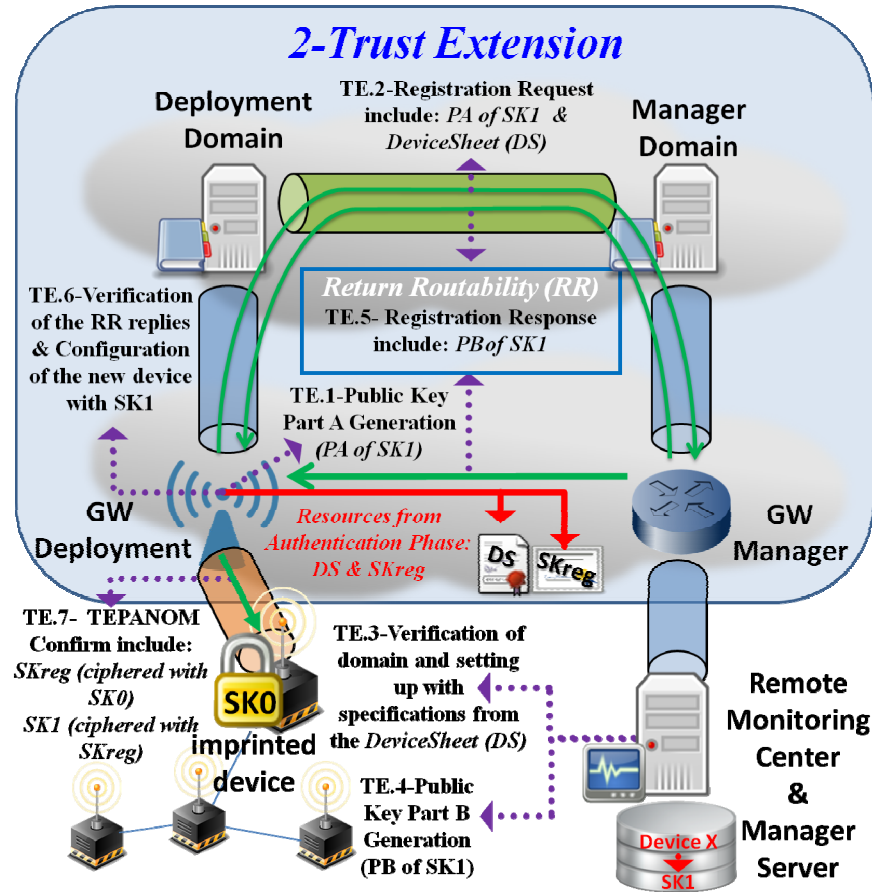 2-Trust Extension
Deployment
Domain
TE.2-Registration Request
include: PA of SK1 &
DeviceSheet (DS)
Manager
Domain
TE.6-Verification
of the RR replies
& Configuration
of the new device
with SK1
Return Routability (RR)
TE.5- Registration Response
include: PBof SK1
TE.1-Public Key
Part A Generation
(PA of SK1)
GW
Deployment
Resources from
Authentication Phase:
DS & SKreg
DS
SKreg
GW
Manager
TE.7- TEPANOM
Confirm include:
SKreg (ciphered with
SK0)
SK1 (ciphered with
SKreg)
SK0
imprinted
device
TE.3-Verification of
domain and setting
up with
specifications from
the DeviceSheet (DS)
TE.4-Public
Key Part B
Generation
(PB of SK1)
Remote
Monitoring
Center
&
Manager
Server
Device X
SK1